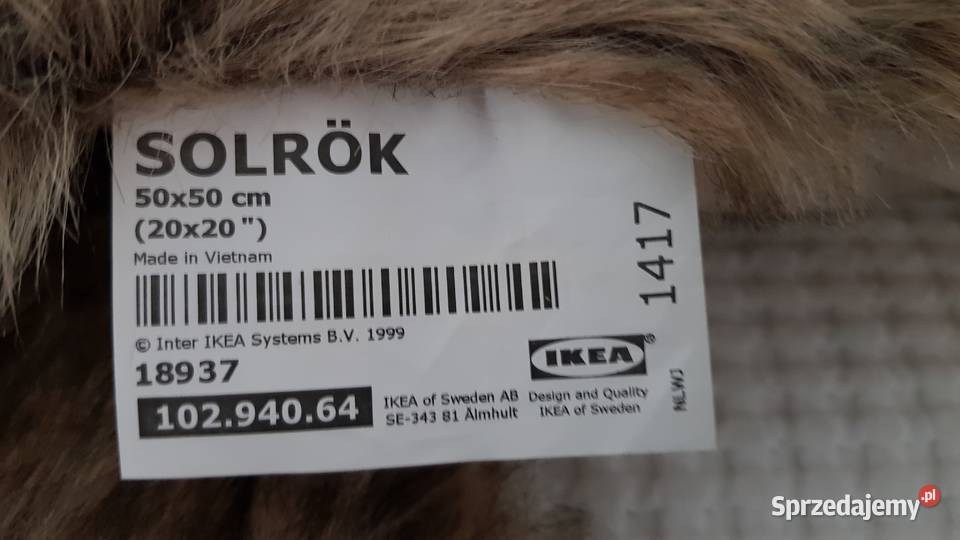 SOLRÖK
50x50 cm
(20x20")
Made in Vietnam
© Inter IKEA Systems B.V. 1999
18937
102.940.64
IKEA of Sweden AB
SE-343 81 Älmhult
1417
IKEA®
Design and Quality
IKEA of Sweden
NLWJ
Sprzedajemy.pl